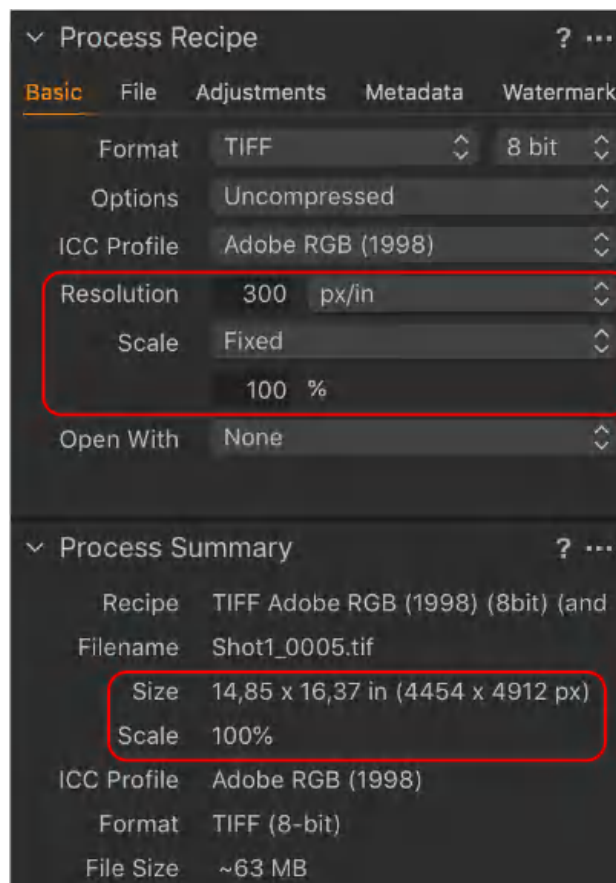 Process Recipe ? ...
Basic File Adjustments Metadata Watermark
Format TIFF 8 bit
Options Uncompressed
ICC Profile Adobe RGB (1998)
Resolution 300 px/in
Scale Fixed
100 %
Open With None
Process Summary ? ...
Recipe TIFF Adobe RGB (1998) (8bit) (and
Filename Shot1_0005.tif
Size 14,85 x 16,37 in (4454 x 4912 px)
Scale 100%
ICC Profile Adobe RGB (1998)
Format TIFF (8-bit)
File Size ~63 MB